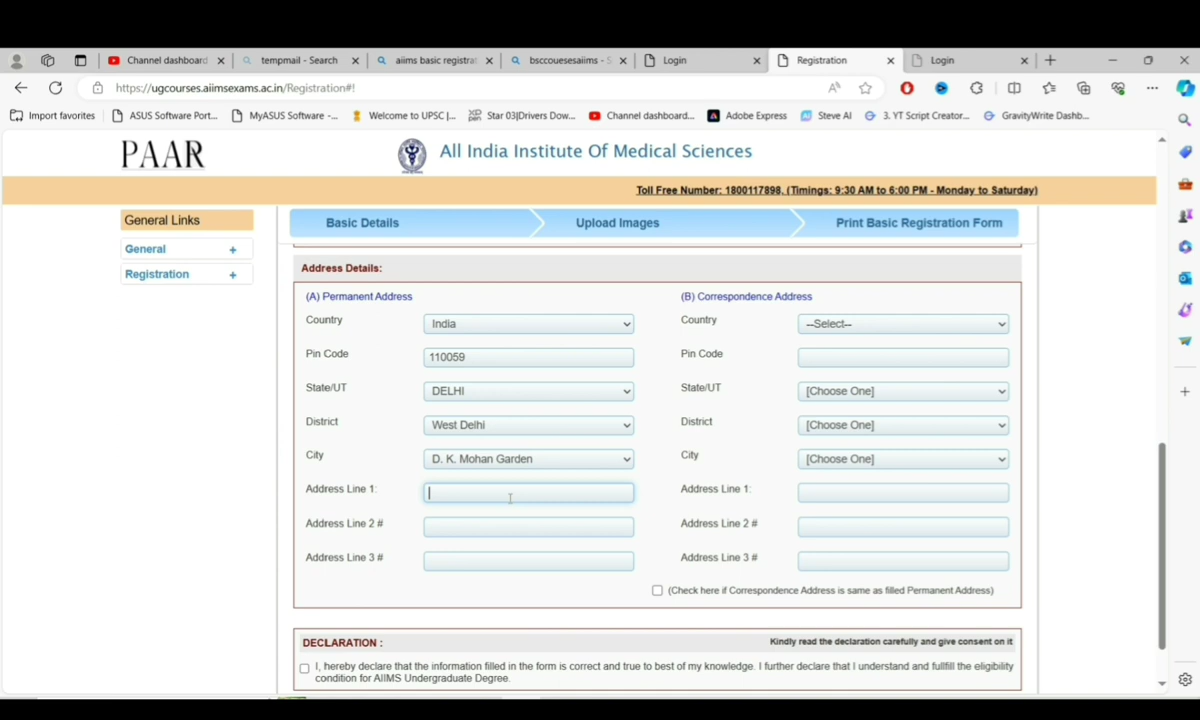 Channel dashboard
tempmail - Search
aiims basic registrat
bsccouesesaiims - S
Login
Registration
Login
https://ugcourses.aiimsexams.ac.in/Registration#!
Import favorites
ASUS Software Port...
MyASUS Software -...
Welcome to UPSC |...
Star 03|Drivers Dow...
Channel dashboard...
Adobe Express
Steve AI
3. YT Script Creator...
GravityWrite Dashb...
PAAR
All India Institute Of Medical Sciences
Toll Free Number: 1800117898, (Timings: 9:30 AM to 6:00 PM - Monday to Saturday)
General Links
General +
Registration +
Basic Details
Upload Images
Print Basic Registration Form
Address Details:
(A) Permanent Address
(B) Correspondence Address
Country India
Country --Select--
Pin Code 110059
Pin Code
State/UT DELHI
State/UT [Choose One]
District West Delhi
District [Choose One]
City D. K. Mohan Garden
City [Choose One]
Address Line 1:
Address Line 1:
Address Line 2 #
Address Line 2 #
Address Line 3 #
Address Line 3 #
(Check here if Correspondence Address is same as filled Permanent Address)
DECLARATION :
Kindly read the declaration carefully and give consent on it
I, hereby declare that the information filled in the form is correct and true to best of my knowledge. I further declare that I understand and fullfill the eligibility
condition for AIIMS Undergraduate Degree.